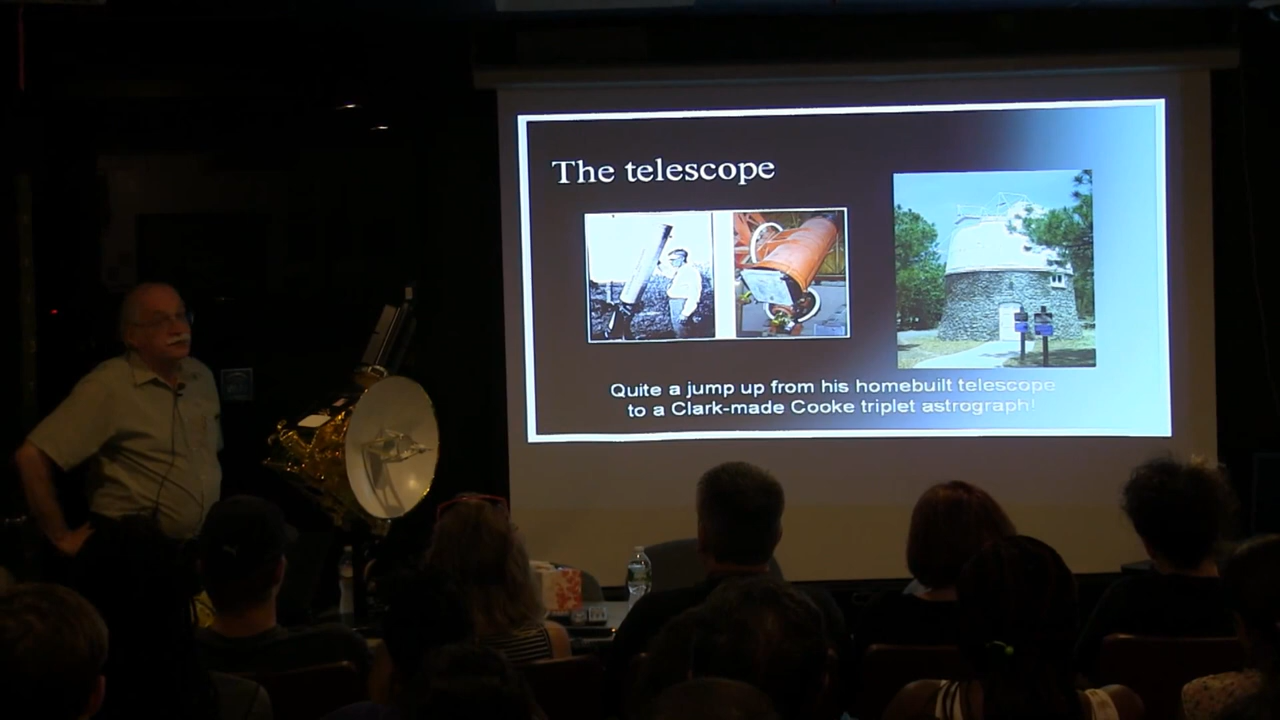 The telescope
Quite a jump up from his homebuilt telescope
to a Clark-made Cooke triplet astrograph!